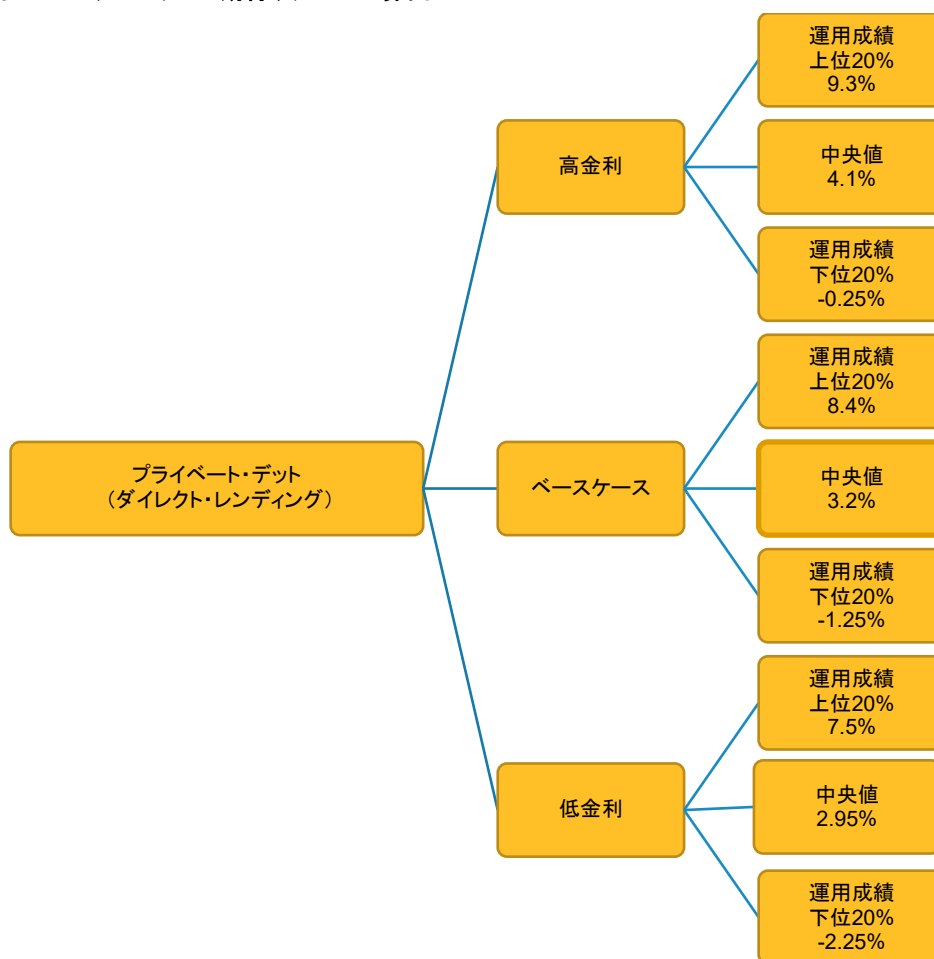 運用成績
上位20%
9.3%
高金利
中央値
4.1%
運用成績
下位20%
-0.25%
運用成績
上位20%
8.4%
プライベート・デット
（ダイレクト・レンディング）
ベースケース
中央値
3.2%
運用成績
下位20%
-1.25%
運用成績
上位20%
7.5%
低金利
中央値
2.95%
運用成績
下位20%
-2.25%